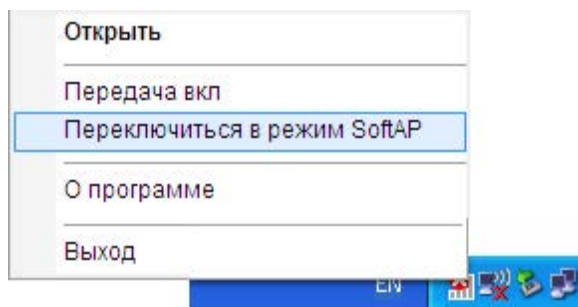 Открыть
Передача вкл
Переключиться в режим SoftAP
О программе
Выход
EN